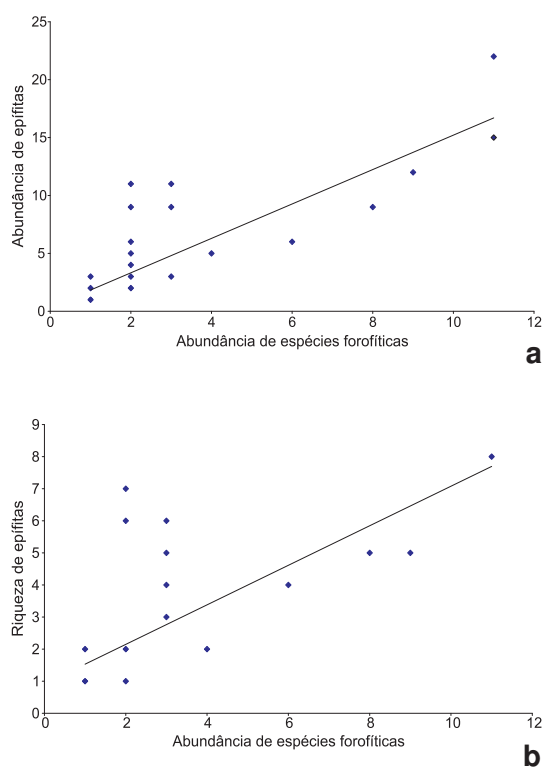 25
20
15
10
5
0
0 2 4 6 8 10 12
Abundância de epífitas
Abundância de espécies forofíticas
a
9
8
7
6
5
4
3
2
1
0
0 2 4 6 8 10 12
Riqueza de epífitas
Abundância de espécies forofíticas
b